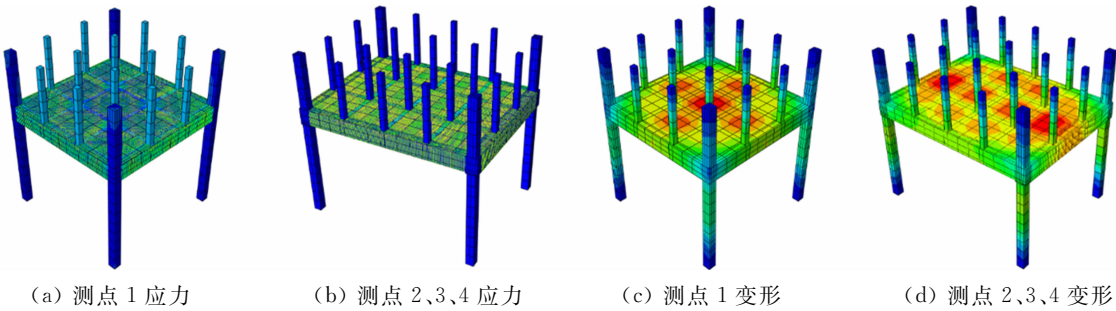 (a) 测点 1 应力
(b) 测点 2、3、4 应力
(c) 测点 1 变形
(d) 测点 2、3、4 变形